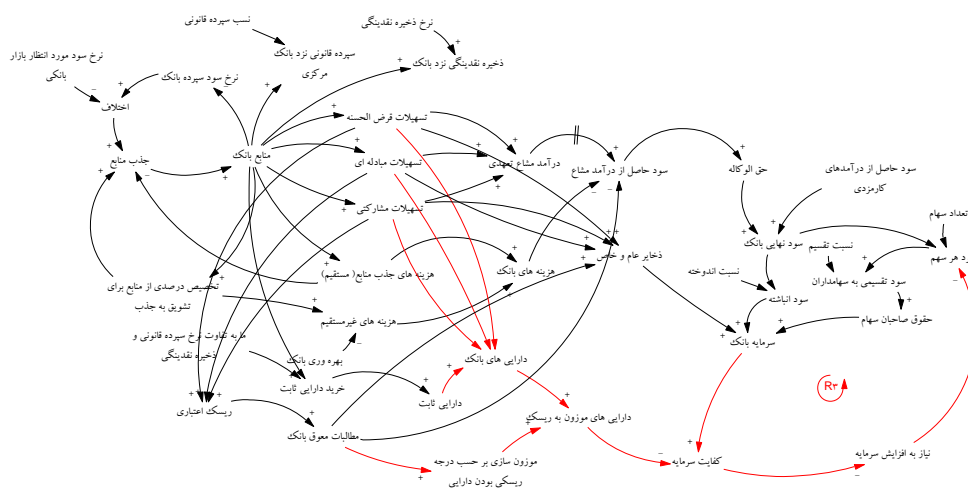 نسب سپرده قانونی
نرخ ذخیره نقدینگی
نرخ سود مورد انتظار بازار
بانکی
نرخ سود سپرده بانک
سپرده قانونی نزد بانک
مرکزی
ذخیره نقدینگی نزد بانک
اختلاف
تسهیلات قرض الحسنه
جذب منابع
منابع بانک
تسهیلات مبادله ای
درآمد مشاع تعهدی
سود حاصل از درآمد مشاع
حق الوکاله
سود حاصل از درآمدهای
کارمزدی
تسهیلات مشارکتی
تعداد سهام
سود نهایی بانک
نسبت تقسیم
ود هر سهم
ذخایر عام و خاص
هزینه های جذب منابع( مستقیم)
هزینه های بانک
نسبت اندوخته
سود تقسیمی به سهامداران
تخصیص درصدی از منابع برای
تشویق به جذب
سود انباشته
هزینه های غیرمستقیم
حقوق صاحبان سهام
ما به تفاوت نرخ سپرده قانونی و
ذخیره نقدینگی
سرمایه بانک
بهره وری بانک
دارایی های بانک
خرید دارایی ثابت
دارایی ثابت
R۳
ریسک اعتباری
دارایی های موزون به ریسک
مطالبات معوق بانک
موزون سازی بر حسب درجه
ریسکی بودن دارایی
کفایت سرمایه
نیاز به افزایش سرمایه